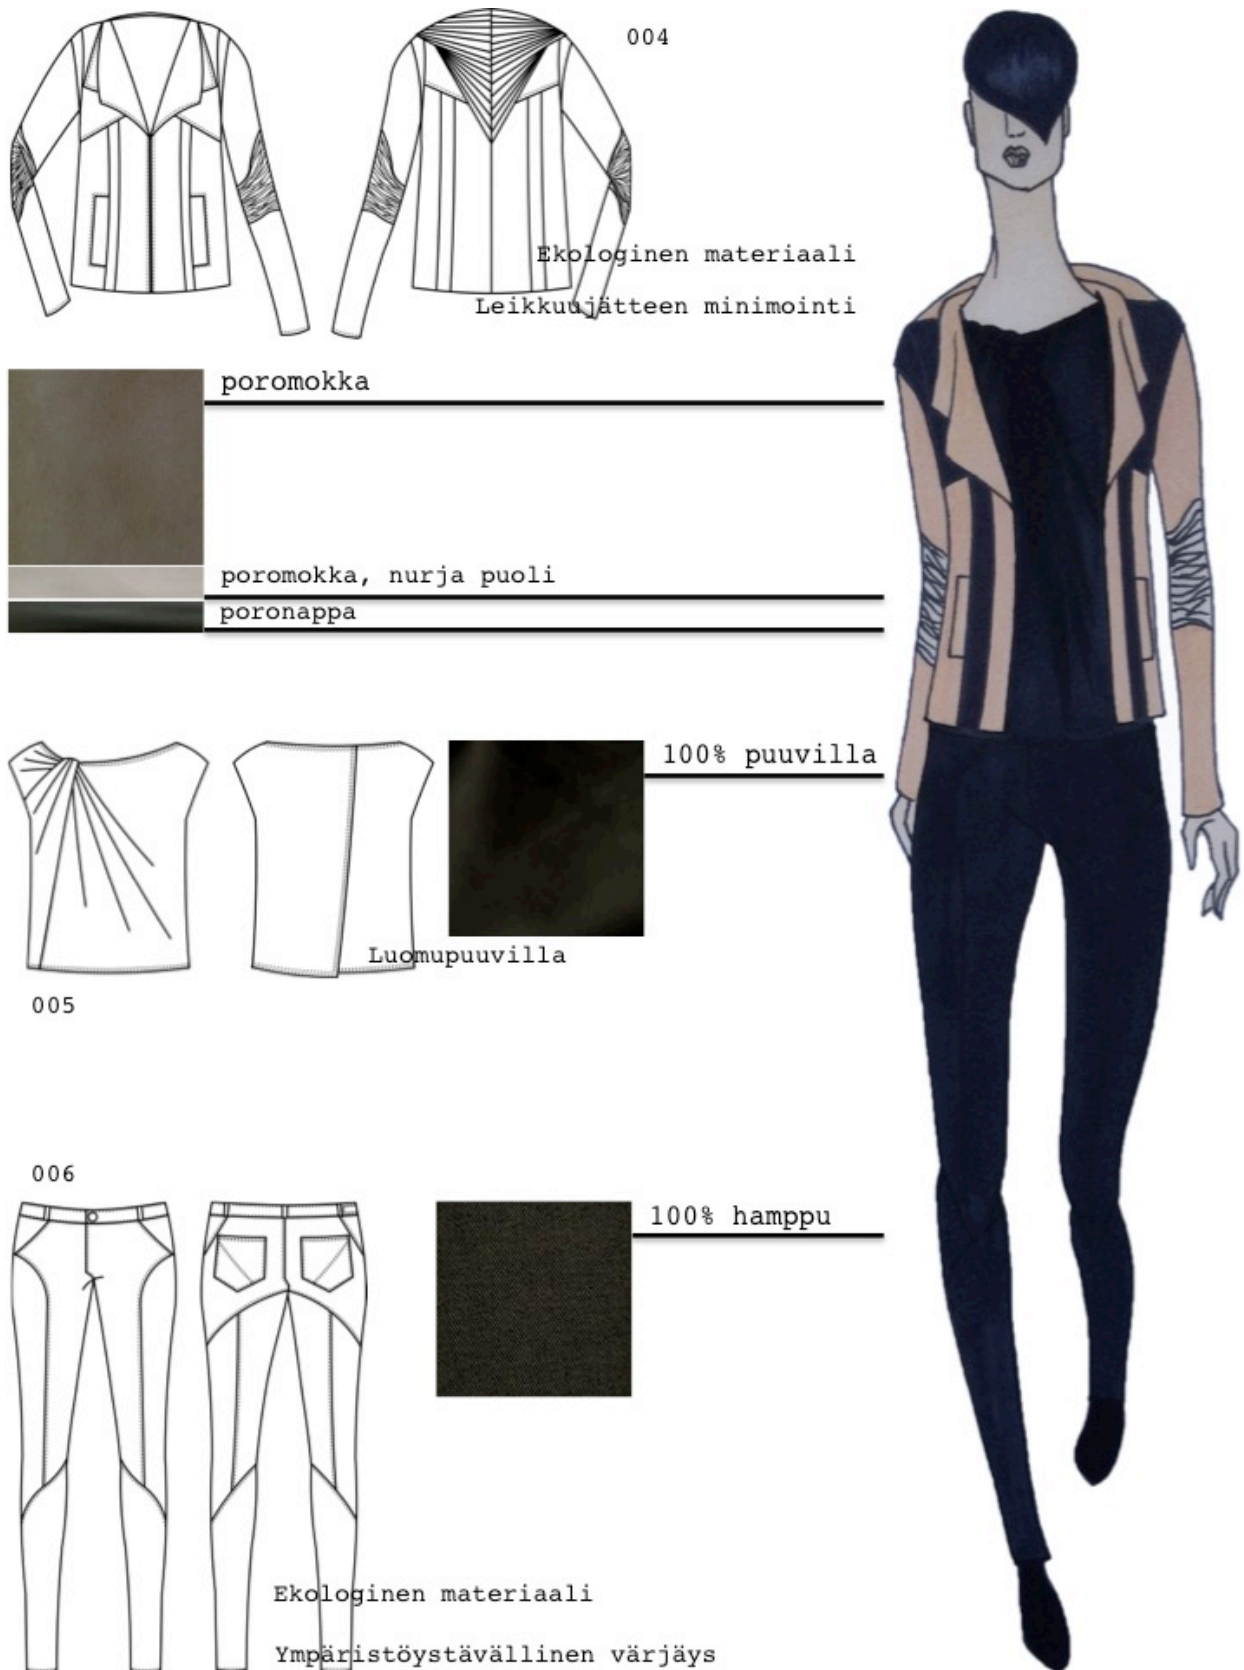 004
Ekologinen materiaali
Leikkuujätteen minimointi
poromokka
poromokka, nurja puoli
poronappa
100% puuvilla
Luomupuuvilla
005
006
100% hamppu
Ekologinen materiaali
Ympäristöystävällinen värjäys